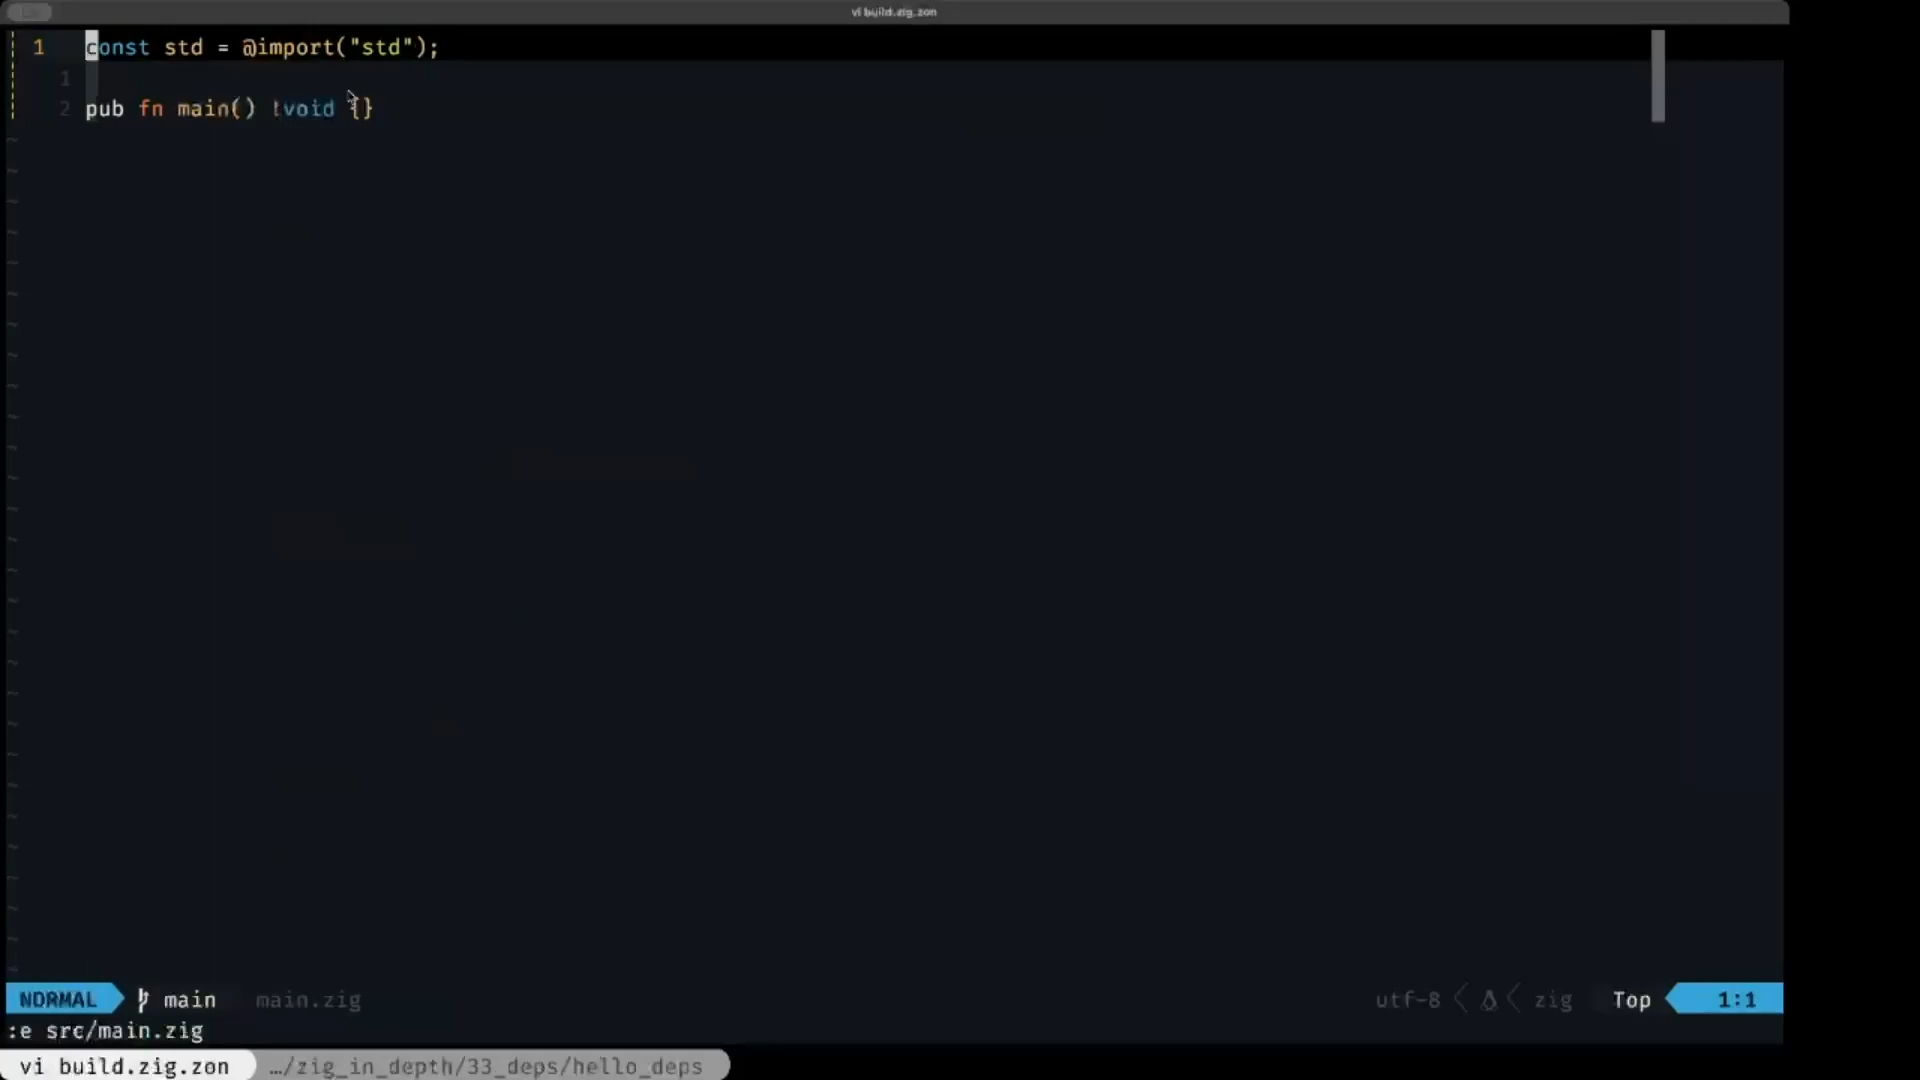 vi build.zig.zon
1 const std = @import("std");
1
2 pub fn main() !void {}
NORMAL main main.zig utf-8 zig Top 1:1
:e src/main.zig
vi build.zig.zon …/zig_in_depth/33_deps/hello_deps